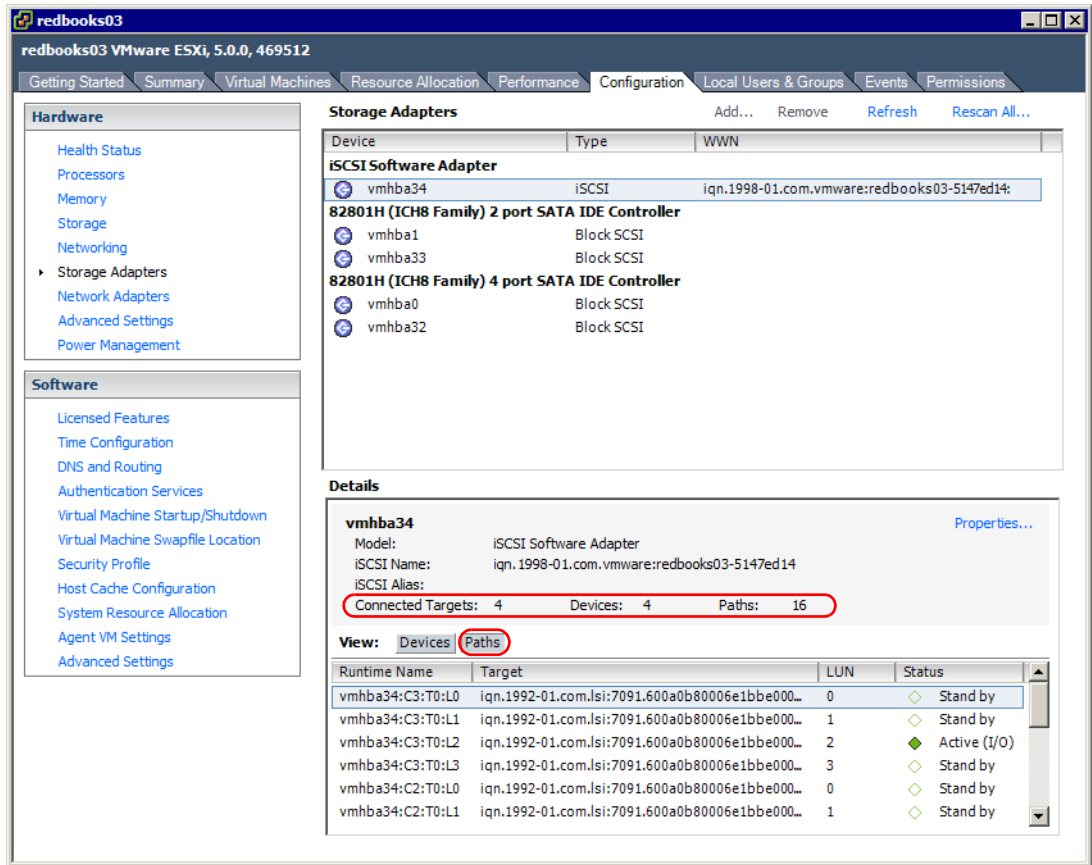 redbooks03
redbooks03 VMware ESXi, 5.0.0, 469512
Getting Started Summary Virtual Machines Resource Allocation Performance Configuration Local Users & Groups Events Permissions
Hardware
Health Status
Processors
Memory
Storage
Networking
Storage Adapters
Network Adapters
Advanced Settings
Power Management
Software
Licensed Features
Time Configuration
DNS and Routing
Authentication Services
Virtual Machine Startup/Shutdown
Virtual Machine Swapfile Location
Security Profile
Host Cache Configuration
System Resource Allocation
Agent VM Settings
Advanced Settings
Storage Adapters Add... Remove Refresh Rescan All...
Device Type WWN
iSCSI Software Adapter
vmhba34 iSCSI iqn.1998-01.com.vmware:redbooks03-5147ed14:
82801H (ICH8 Family) 2 port SATA IDE Controller
vmhba1 Block SCSI
vmhba33 Block SCSI
82801H (ICH8 Family) 4 port SATA IDE Controller
vmhba0 Block SCSI
vmhba32 Block SCSI
Details
vmhba34 Properties...
Model: iSCSI Software Adapter
iSCSI Name: iqn.1998-01.com.vmware:redbooks03-5147ed14
iSCSI Alias:
Connected Targets: 4 Devices: 4 Paths: 16
View: Devices Paths
Runtime Name Target LUN Status
vmhba34:C3:T0:L0 iqn.1992-01.com.lsi:7091.600a0b80006e1bbe000... 0 Stand by
vmhba34:C3:T0:L1 iqn.1992-01.com.lsi:7091.600a0b80006e1bbe000... 1 Stand by
vmhba34:C3:T0:L2 iqn.1992-01.com.lsi:7091.600a0b80006e1bbe000... 2 Active (I/O)
vmhba34:C3:T0:L3 iqn.1992-01.com.lsi:7091.600a0b80006e1bbe000... 3 Stand by
vmhba34:C2:T0:L0 iqn.1992-01.com.lsi:7091.600a0b80006e1bbe000... 0 Stand by
vmhba34:C2:T0:L1 iqn.1992-01.com.lsi:7091.600a0b80006e1bbe000... 1 Stand by